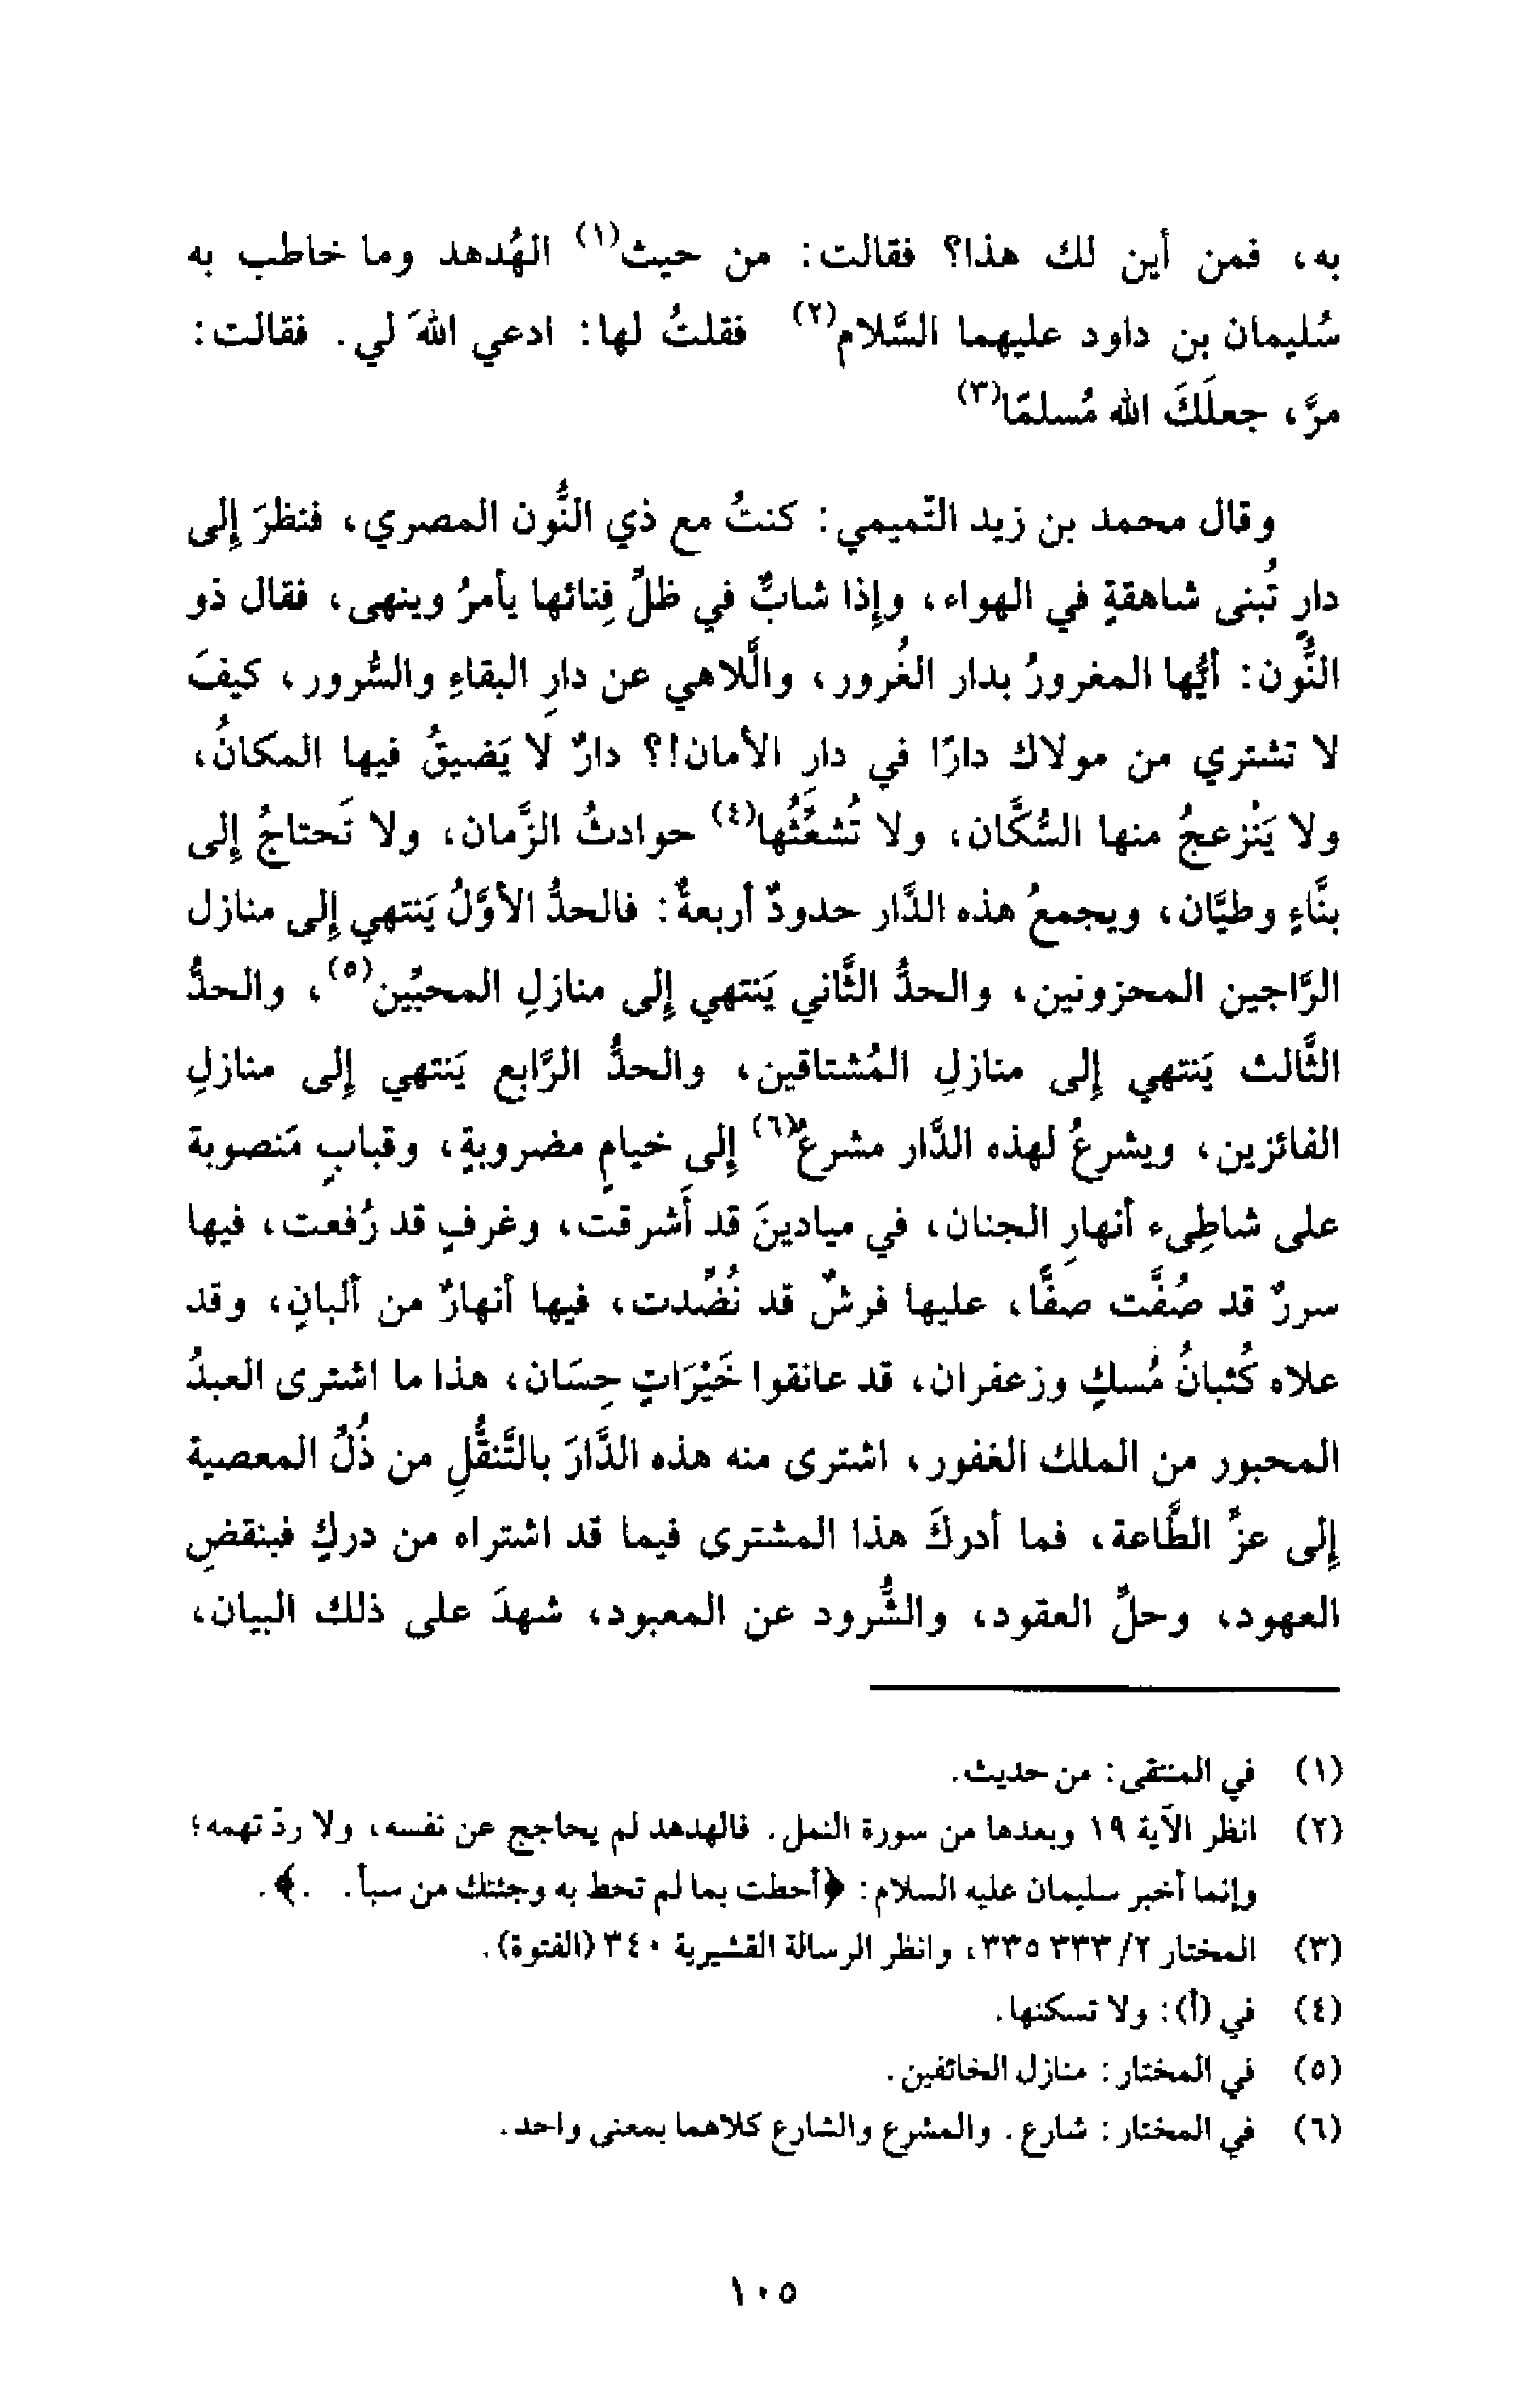 به، فمن أين لك هذا؟ فقالت: من حيث(١) الهُدهد وما خاطب به
سُليمان بن داود عليهما السَّلام(٢) فقلتُ لها: ادعي اللهَ لي. فقالت:
مرَّ، جعلَكَ الله مُسلمًا(٣)
وقال محمد بن زيد التّميمي: كنتُ مع ذي النُّون المصري، فنظرَ إلى
دارٍ تُبنى شاهقةٍ في الهواء، وإذا شابٌّ في ظلِّ فِنائها يأمرُ وينهى، فقال ذو
النُّون: أيُّها المغرورُ بدار الغُرور، واللَّاهي عن دارِ البقاءِ والسُّرور، كيفَ
لا تشتري من مولاك دارًا في دارِ الأمان!؟ دارٌ لا يَضيقُ فيها المكانُ،
ولا يَنْزعجُ منها السُّكَّان، ولا تُشعِّثُها(٤) حوادثُ الزَّمان، ولا تَحتاجُ إلى
بنَّاءٍ وطيَّان، ويجمعُ هذه الدَّار حدودٌ أربعةٌ: فالحدُّ الأوَّلُ يَنتهي إلى منازل
الرَّاجين المحزونين، والحدُّ الثَّاني يَنتهي إلى منازلِ المحبِّين(٥)، والحدُّ
الثَّالث يَنتهي إلى منازلِ المُشتاقين، والحدُّ الرَّابع يَنتهي إلى منازلِ
الفائزين، ويشرعُ لهذه الدَّار مشرعٌ(٦) إلى خيامٍ مضروبةٍ، وقبابٍ مَنصوبة
على شاطِىء أنهارِ الجنان، في ميادينَ قد أَشرقت، وغرفٍ قد رُفعت، فيها
سررٌ قد صُفَّت صفًّا، عليها فرشٌ قد نُضِّدت، فيها أنهارٌ من ألبانٍ، وقد
علاه كُثبانُ مُسكٍ وزعفران، قد عانقوا خَيْرَاتٍ حِسَان، هذا ما اشترى العبدُ
المحبور من الملك الغفور، اشترى منه هذه الدَّارَ بالتَّنقُّلِ من ذُلِّ المعصية
إلى عزِّ الطَّاعة، فما أدركَ هذا المشترى فيما قد اشتراه من دركٍ فبنقضِ
العهود، وحلِّ العقود، والشُّرود عن المعبود، شهدَ على ذلك البيان،
(١) في المنتقى: من حديث.
(٢) انظر الآية ١٩ وبعدها من سورة النمل. فالهدهد لم يحاجج عن نفسه، ولا ردّ تهمه؛
وإنما أخبر سليمان عليه السلام: ﴿أحطت بما لم تحط به وجئتك من سبأ. .﴾.
(٣) المختار ٢/ ٣٣٣ ٣٣٥، وانظر الرسالة القشيرية ٣٤٠ (الفتوة).
(٤) في (أ): ولا تسكنها.
(٥) في المختار: منازل الخائفين.
(٦) في المختار: شارع. والمشرع والشارع كلاهما بمعنى واحد.
١٠٥